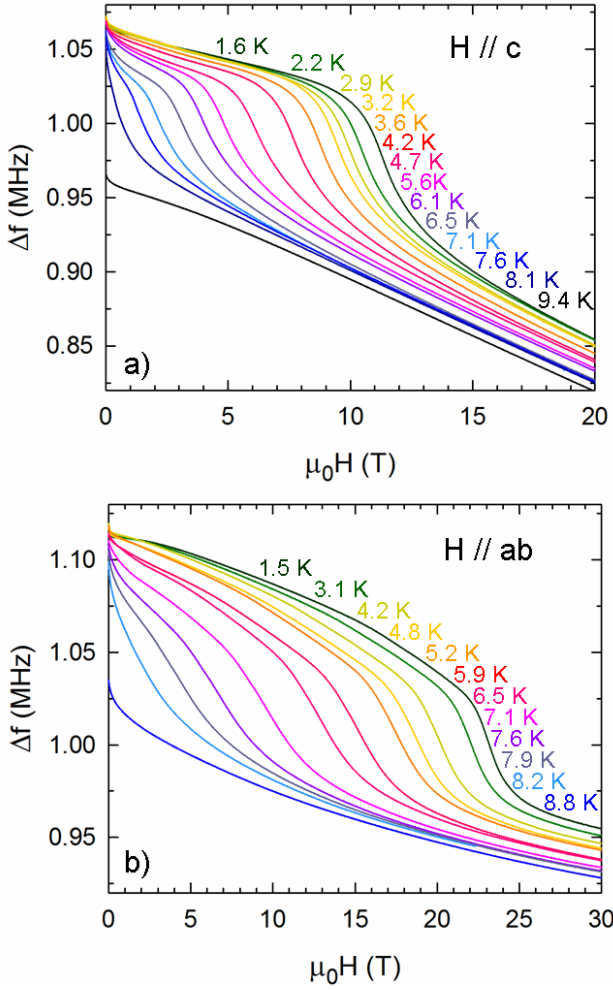 1.05
1.00
0.95
0.90
0.85
Δf (MHz)
H // c
1.6 K
2.2 K
2.9 K
3.2 K
3.6 K
4.2 K
4.7 K
5.6K
6.1 K
6.5 K
7.1 K
7.6 K
8.1 K
9.4 K
a)
0 5 10 15 20
μ₀H (T)
1.10
1.05
1.00
0.95
Δf (MHz)
H // ab
1.5 K
3.1 K
4.2 K
4.8 K
5.2 K
5.9 K
6.5 K
7.1 K
7.6 K
7.9 K
8.2 K
8.8 K
b)
0 5 10 15 20 25 30
μ₀H (T)